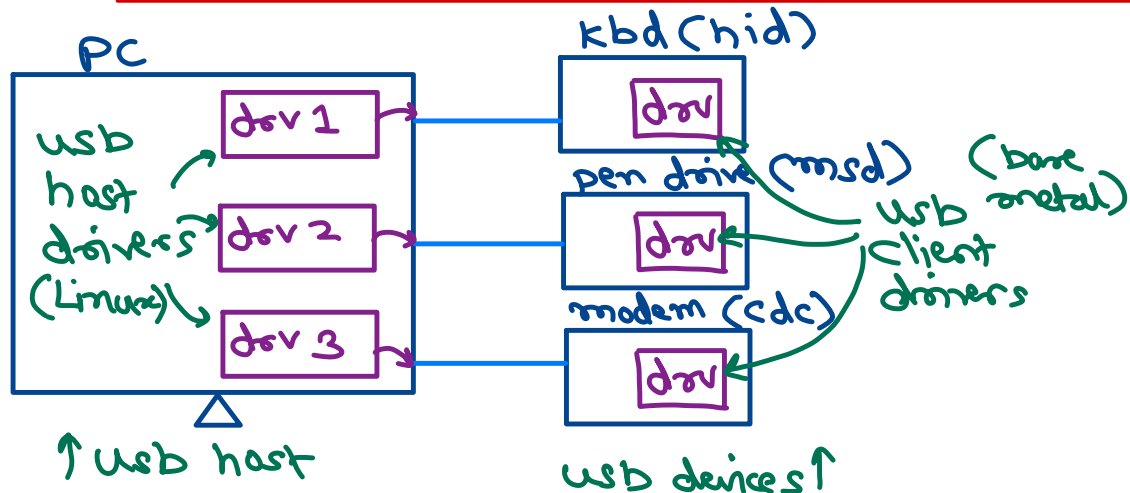 PC
usb
host
drivers
(Linux)
drv 1
drv 2
drv 3
↑ usb host
kbd (hid)
drv
pen drive (msd)
drv
modem (cdc)
drv
(bare
metal)
usb
client
drivers
usb devices ↑